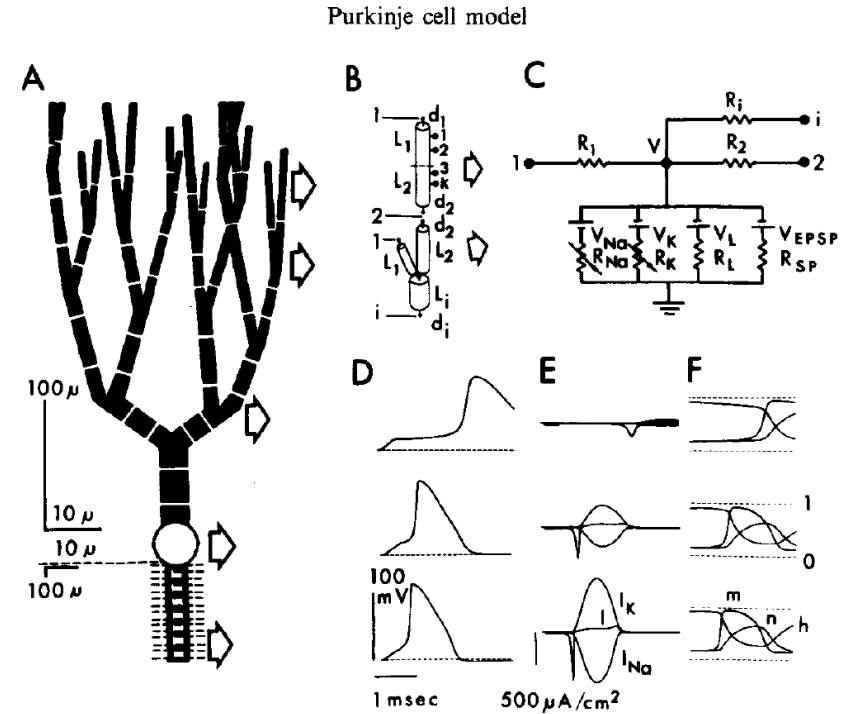 Purkinje cell model
A
B
C
1
d1
L1
1
2
3
k
L2
d2
2
d2
1
L1
L2
Li
i
di
Ri
i
R1
V
R2
1
2
VNa
VK
VL
VEPSP
RNa
RK
RL
RSP
100 μ
10 μ
10 μ
100 μ
D
E
F
1
0
100
mV
IK
I
INa
m
n
h
1 msec
500 μA/cm²